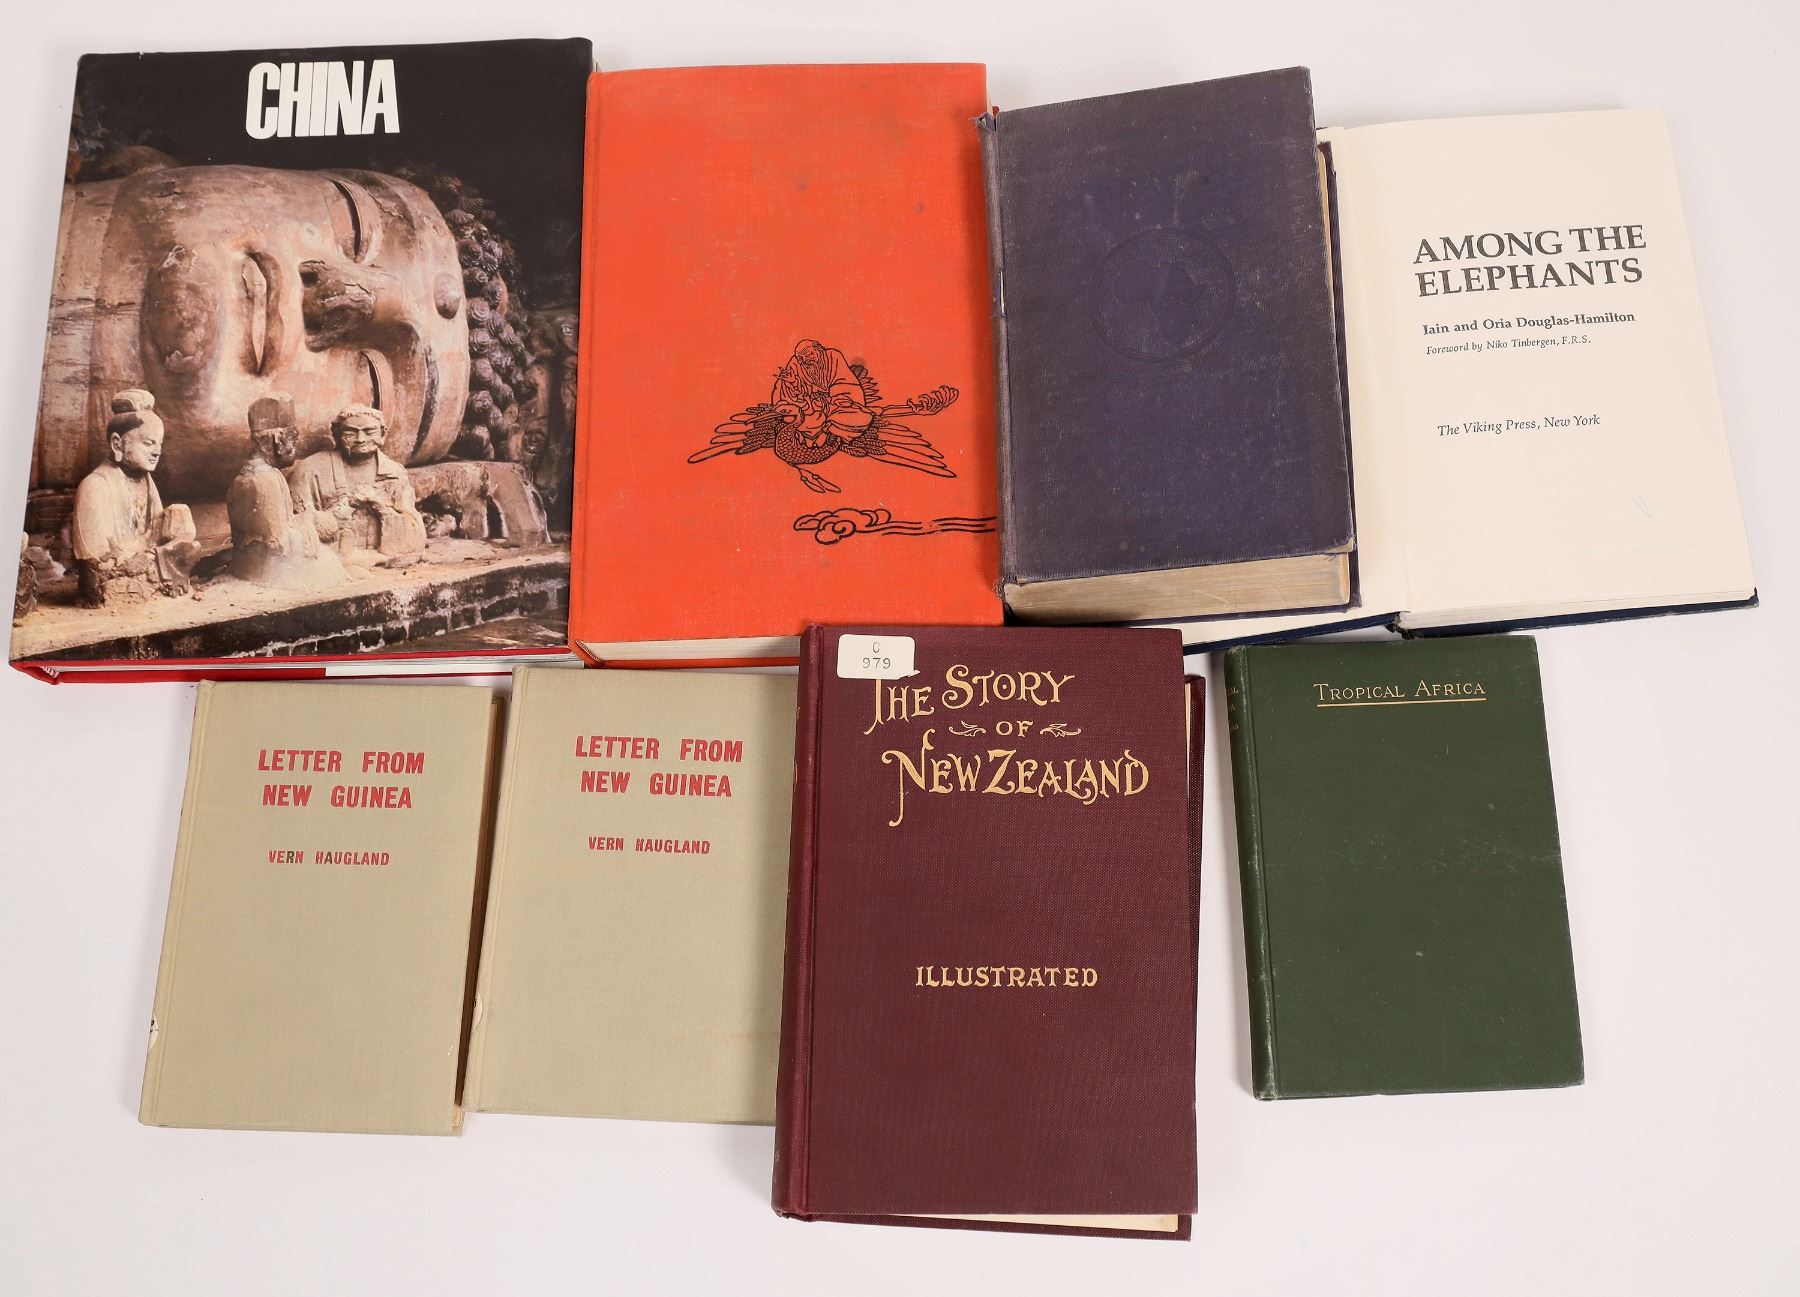 CHINA
AMONG THE
ELEPHANTS
Iain and Oria Douglas-Hamilton
Foreword by Niko Tinbergen, F.R.S.
The Viking Press, New York
LETTER FROM
NEW GUINEA
VERN HAUGLAND
LETTER FROM
NEW GUINEA
VERN HAUGLAND
C
979
THE STORY
OF
NEW ZEALAND
ILLUSTRATED
TROPICAL AFRICA